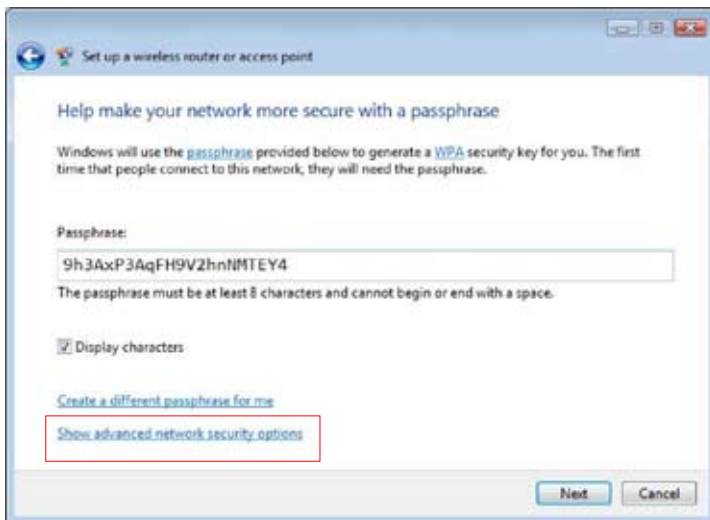 Set up a wireless router or access point
Help make your network more secure with a passphrase
Windows will use the passphrase provided below to generate a WPA security key for you. The first
time that people connect to this network, they will need the passphrase.
Passphrase:
9h3AxP3AqFH9V2hnNMTEY4
The passphrase must be at least 8 characters and cannot begin or end with a space.
Display characters
Create a different passphrase for me
Show advanced network security options
Next Cancel